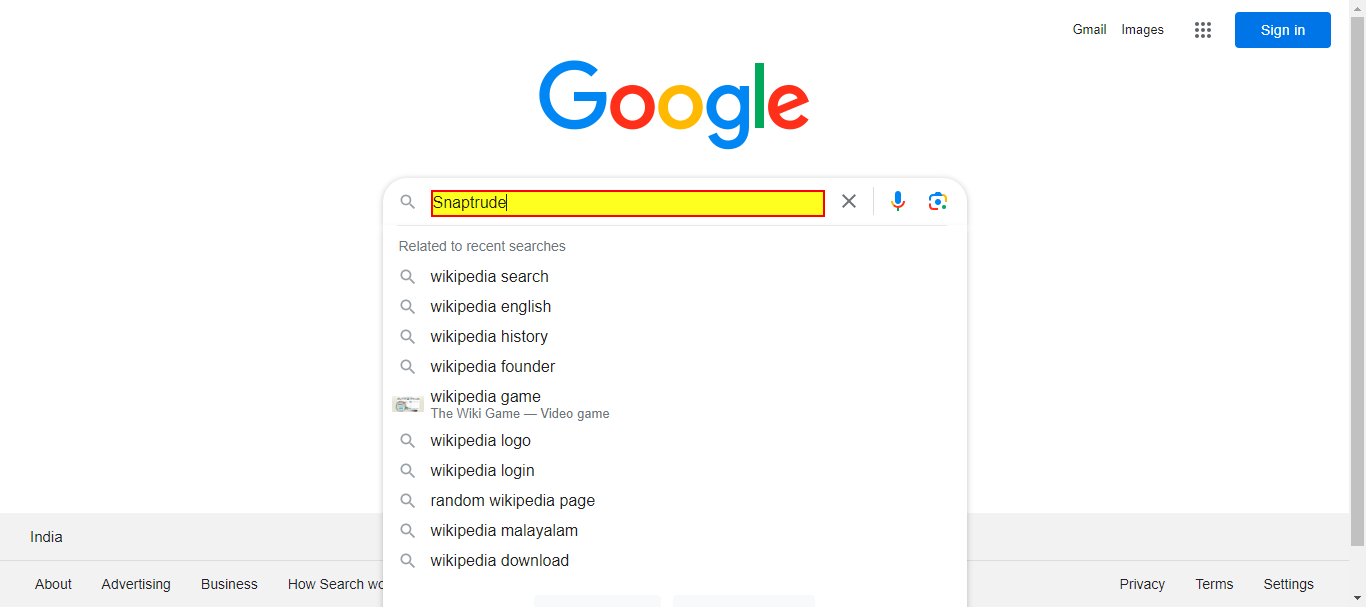 Gmail Images Sign in
Google
Snaptrude
Related to recent searches
wikipedia search
wikipedia english
wikipedia history
wikipedia founder
wikipedia game
The Wiki Game — Video game
wikipedia logo
wikipedia login
random wikipedia page
wikipedia malayalam
wikipedia download
India
About Advertising Business How Search Privacy Terms Settings